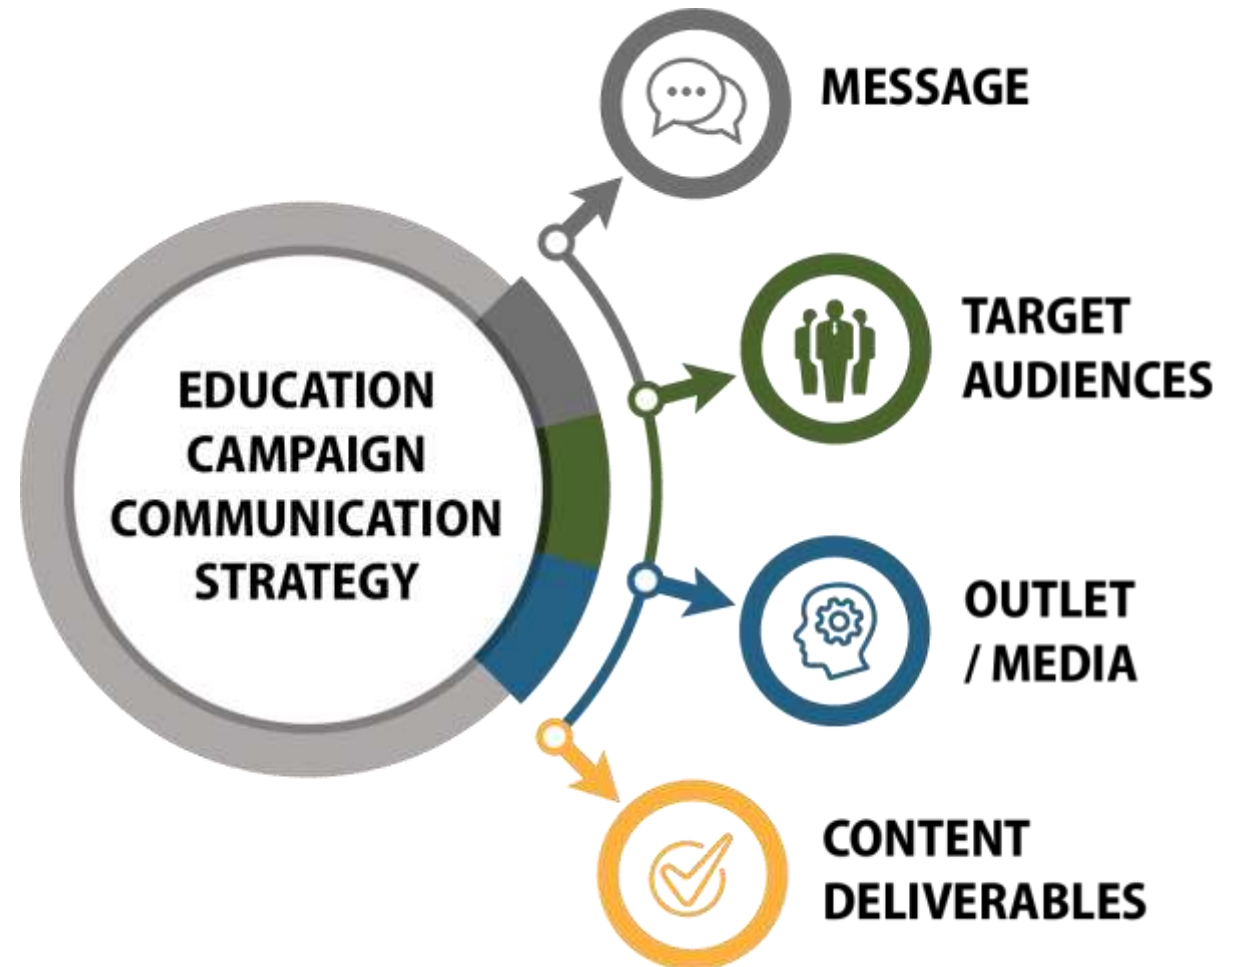 EDUCATION
CAMPAIGN
COMMUNICATION
STRATEGY
MESSAGE
TARGET
AUDIENCES
OUTLET
/ MEDIA
CONTENT
DELIVERABLES